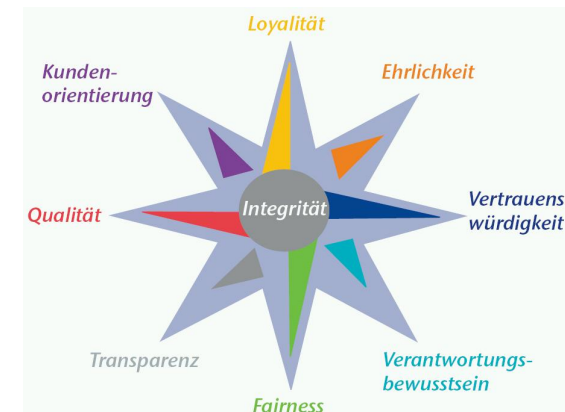 Loyalität
Kunden-
orientierung
Ehrlichkeit
Qualität
Integrität
Vertrauens
würdigkeit
Transparenz
Verantwortungs-
bewusstsein
Fairness